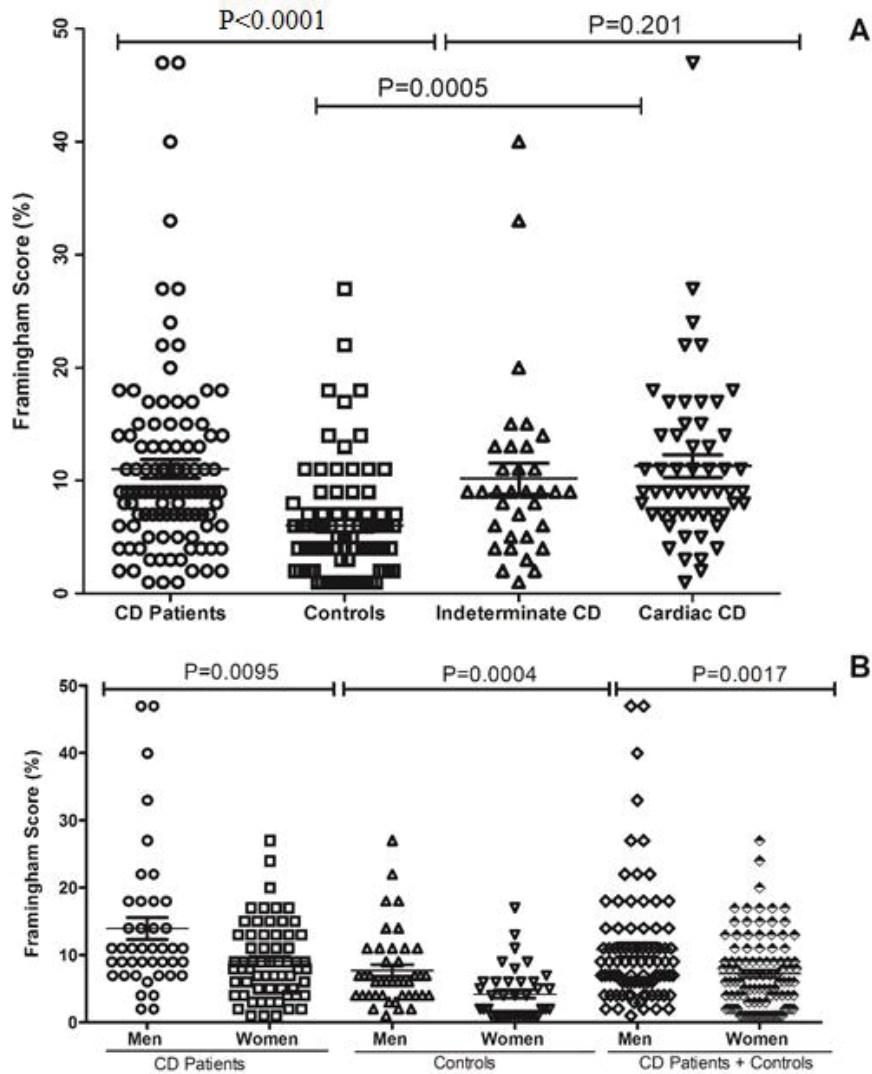 P<0.0001
P=0.201
A
P=0.0005
50
40
30
20
10
0
Framingham Score (%)
CD Patients Controls Indeterminate CD Cardiac CD
B
P=0.0095 P=0.0004 P=0.0017
50
40
30
20
10
0
Framingham Score (%)
Men Women Men Women Men Women
CD Patients Controls CD Patients + Controls